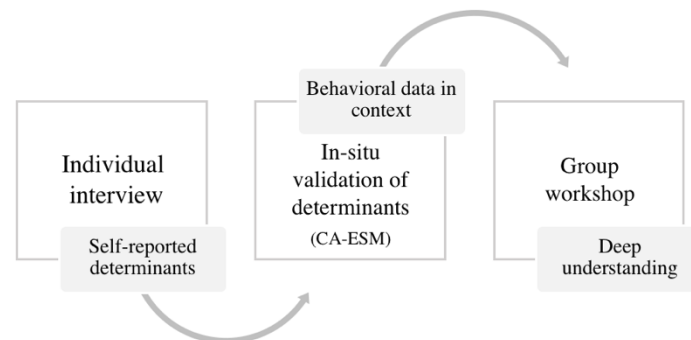 Individual
interview
Self-reported
determinants
Behavioral data in
context
In-situ
validation of
determinants
(CA-ESM)
Group
workshop
Deep
understanding